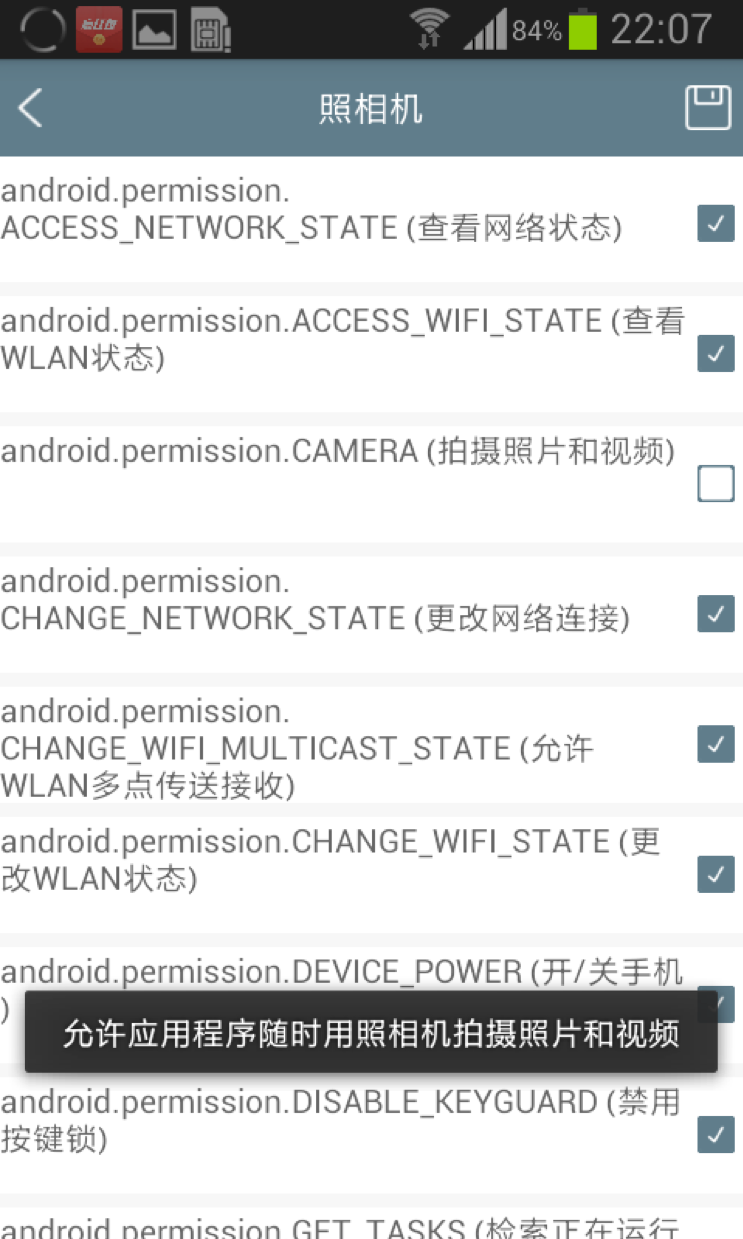 84%
22:07
照相机
android.permission.
ACCESS_NETWORK_STATE (查看网络状态)
android.permission.ACCESS_WIFI_STATE (查看
WLAN状态)
android.permission.CAMERA (拍摄照片和视频)
android.permission.
CHANGE_NETWORK_STATE (更改网络连接)
android.permission.
CHANGE_WIFI_MULTICAST_STATE (允许
WLAN多点传送接收)
android.permission.CHANGE_WIFI_STATE (更
改WLAN状态)
android.permission.DEVICE_POWER (开/关手机
)
允许应用程序随时用照相机拍摄照片和视频
android.permission.DISABLE_KEYGUARD (禁用
按键锁)
android.permission.GET_TASKS (检索正在运行